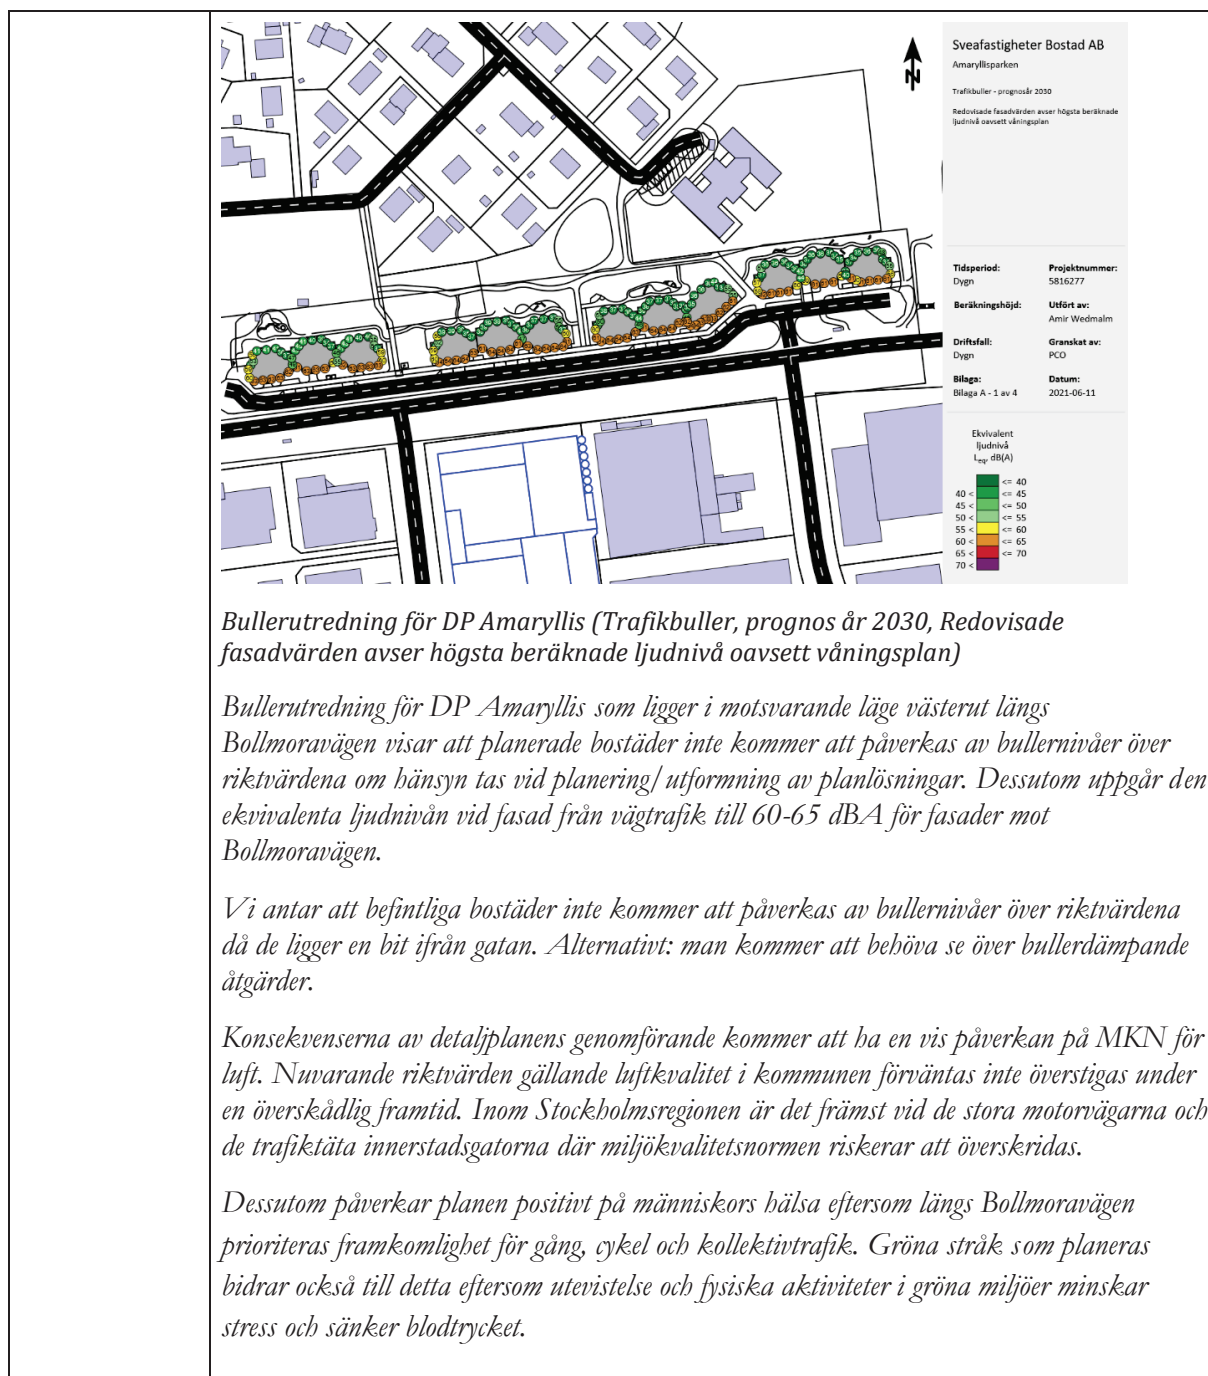 Sveafastigheter Bostad AB
Amaryllisparken
Trafikbuller - prognosår 2030
Redovisade fasadvärden avser högsta beräknade
ljudnivå oavsett våningsplan
N
Tidsperiod: Projektnummer:
Dygn 5816277
Beräkningshöjd: Utfört av:
Amir Wedmalm
Driftsfall: Granskat av:
Dygn PCO
Bilaga: Datum:
Bilaga A - 1 av 4 2021-06-11
Ekvivalent
ljudnivå
Leq, dB(A)
<= 40
40 < <= 45
45 < <= 50
50 < <= 55
55 < <= 60
60 < <= 65
65 < <= 70
70 <
Bullerutredning för DP Amaryllis (Trafikbuller, prognos år 2030, Redovisade
fasadvärden avser högsta beräknade ljudnivå oavsett våningsplan)
Bullerutredning för DP Amaryllis som ligger i motsvarande läge västerut längs
Bollmoravägen visar att planerade bostäder inte kommer att påverkas av bullernivåer över
riktvärdena om hänsyn tas vid planering/utformning av planlösningar. Dessutom uppgår den
ekvivalenta ljudnivån vid fasad från vägtrafik till 60-65 dBA för fasader mot
Bollmoravägen.
Vi antar att befintliga bostäder inte kommer att påverkas av bullernivåer över riktvärdena
då de ligger en bit ifrån gatan. Alternativt: man kommer att behöva se över bullerdämpande
åtgärder.
Konsekvenserna av detaljplanens genomförande kommer att ha en vis påverkan på MKN för
luft. Nuvarande riktvärden gällande luftkvalitet i kommunen förväntas inte överstigas under
en överskådlig framtid. Inom Stockholmsregionen är det främst vid de stora motorvägarna och
de trafiktäta innerstadsgatorna där miljökvalitetsnormen riskerar att överskridas.
Dessutom påverkar planen positivt på människors hälsa eftersom längs Bollmoravägen
prioriteras framkomlighet för gång, cykel och kollektivtrafik. Gröna stråk som planeras
bidrar också till detta eftersom utevistelse och fysiska aktiviteter i gröna miljöer minskar
stress och sänker blodtrycket.